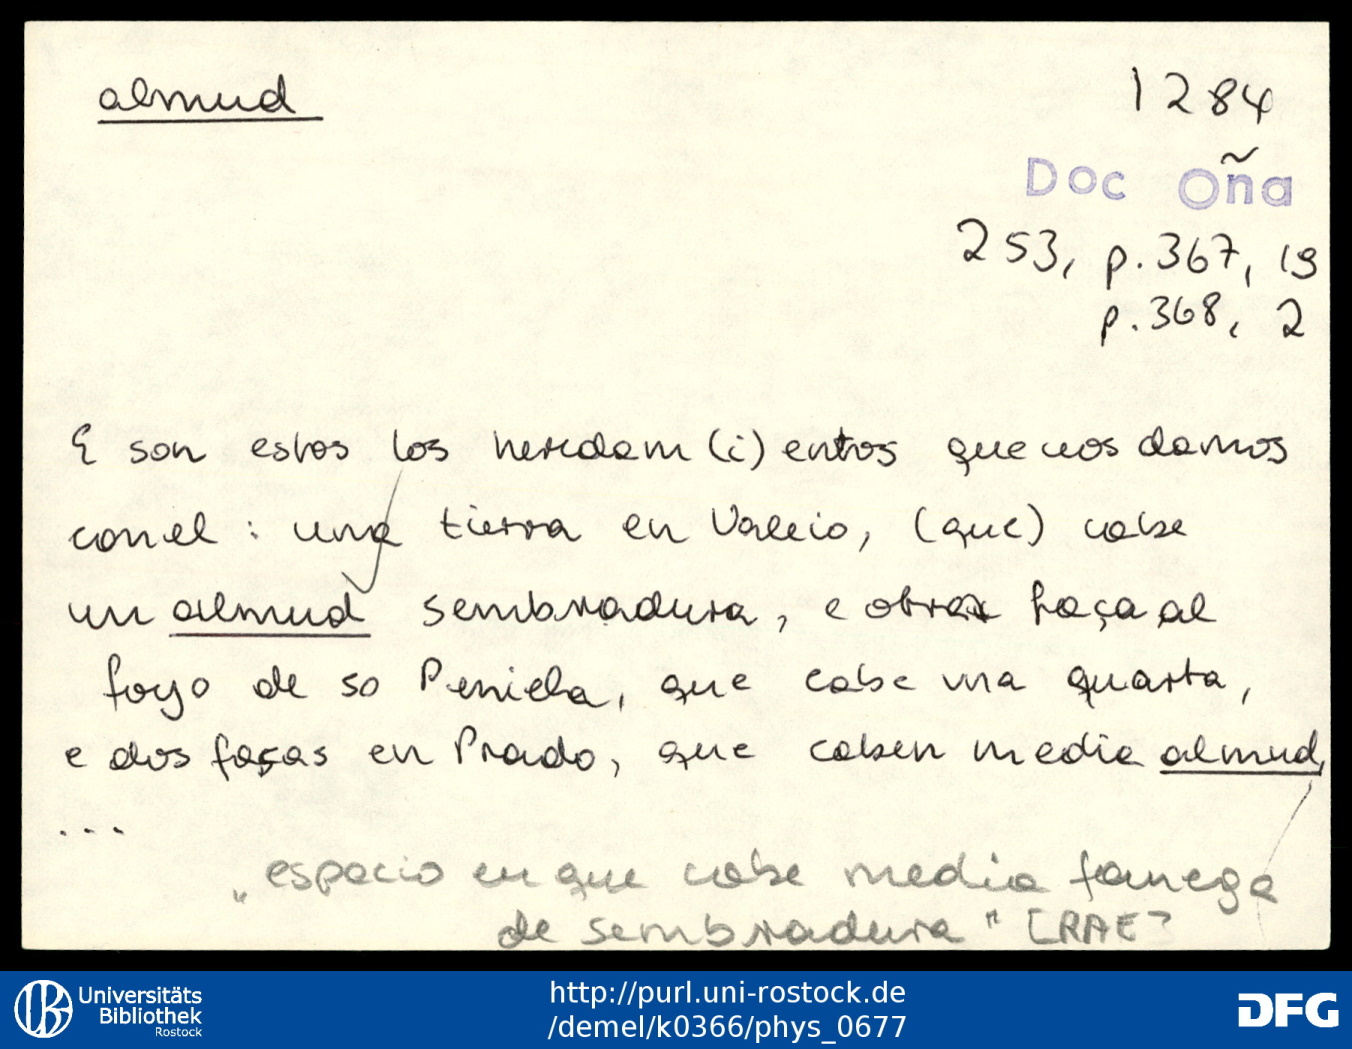 almud
1284
Doc Oña
253, p. 367, 19
p. 368, 2
E son estos los heredam(i)entos que uos damos
conel : una tierra en Valleio, (que) cabe
un almud sembradura, e otra faça al
foyo de so Peniella, que cabe una quarta,
e dos faças en Prado, que caben media almud,
...
„espacio en que cabe media fanega
de sembradura" [RAE]
Universitäts
Bibliothek
Rostock
http://purl.uni-rostock.de
/demel/k0366/phys_0677
DFG